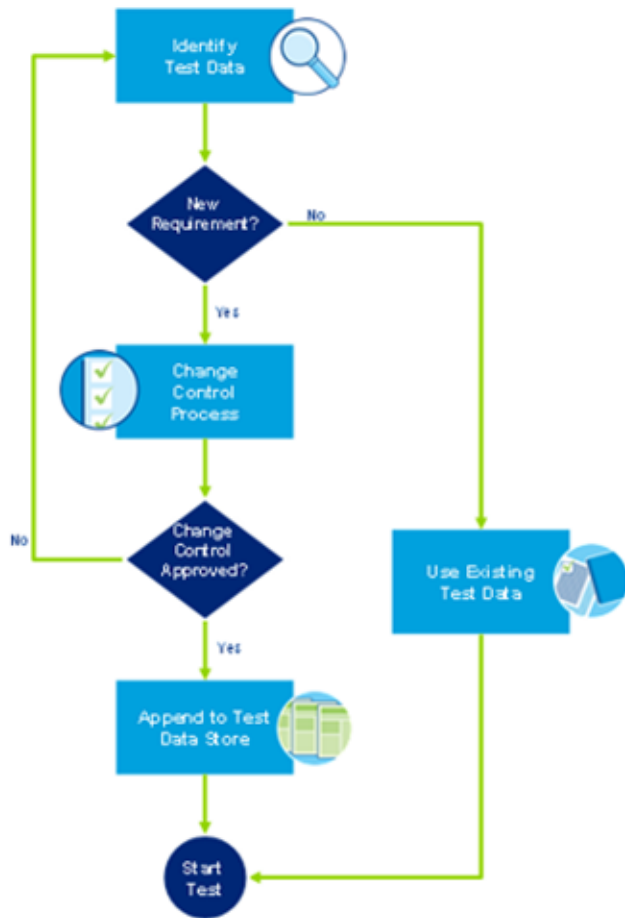 Identify
Test Data
New
Requirement?
No
Yes
Change
Control
Process
Change
Control
Approved?
No
Use Existing
Test Data
Yes
Append to Test
Data Store
Start
Test